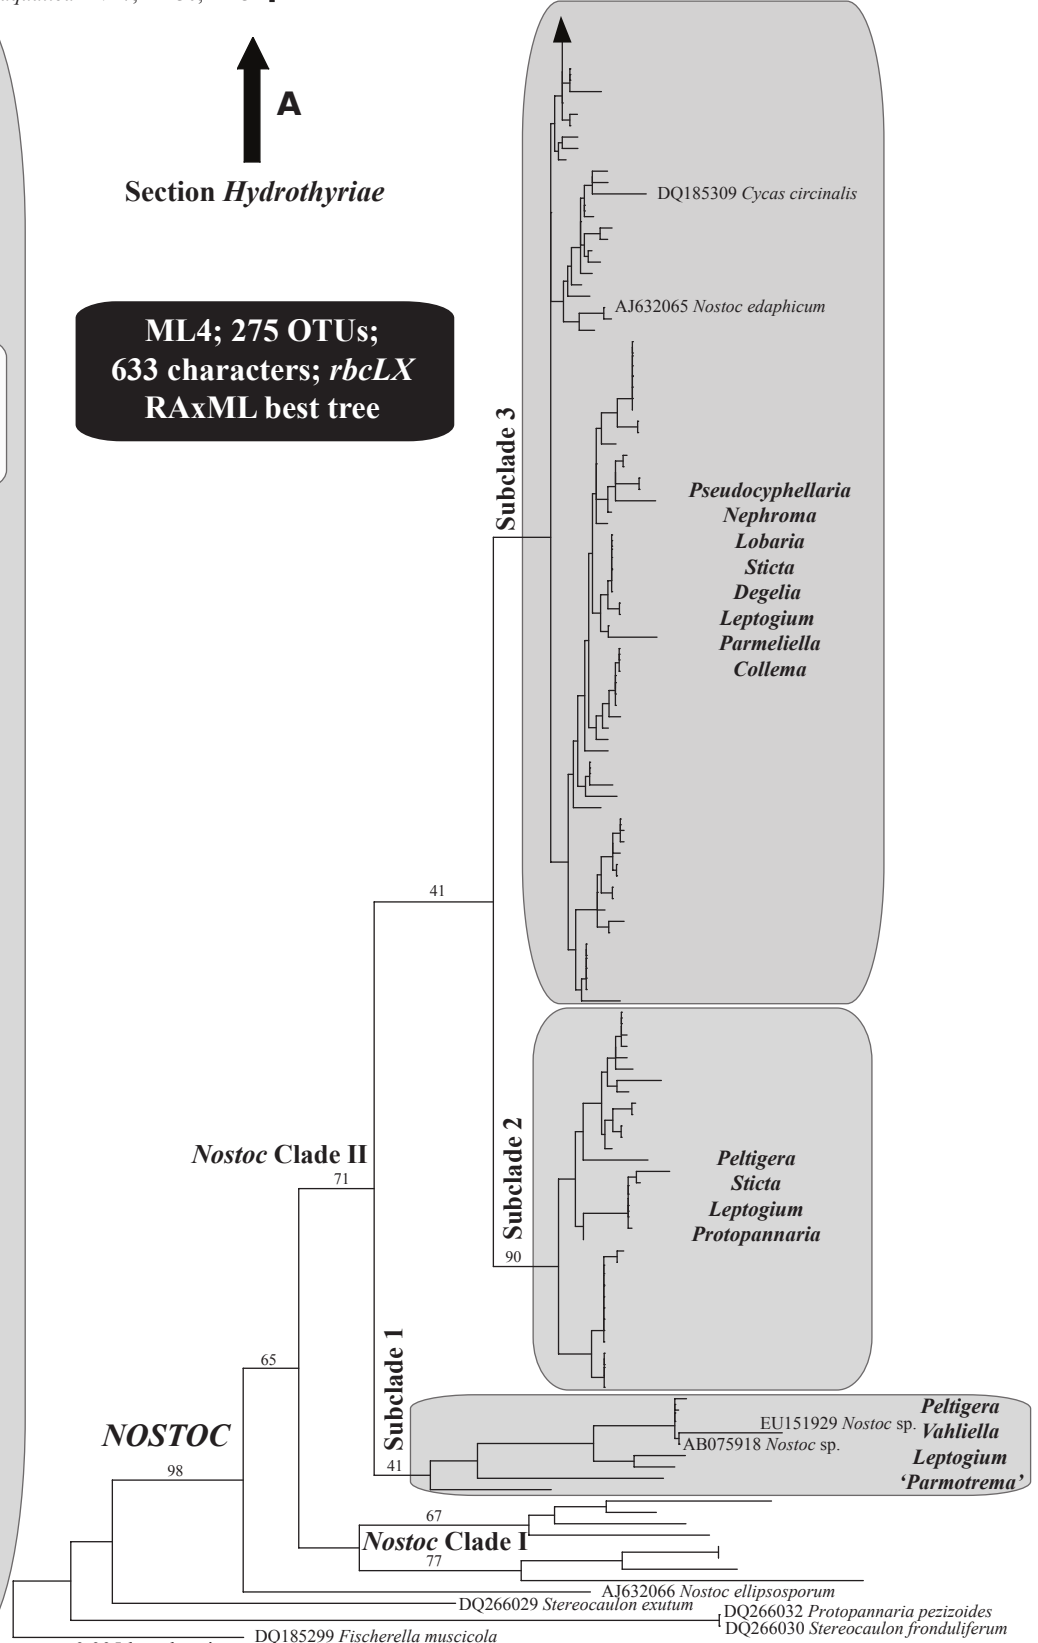 A
Section Hydrothyriae
DQ185309 Cycas circinalis
AJ632065 Nostoc edaphicum
ML4; 275 OTUs;
633 characters; rbcLX
RAxML best tree
Subclade 3
Pseudocyphellaria
Nephroma
Lobaria
Sticta
Degelia
Leptogium
Parmeliella
Collema
41
Nostoc Clade II
71
Subclade 2
90
Peltigera
Sticta
Leptogium
Protopannaria
65
Subclade 1
41
NOSTOC
98
Peltigera
EU151929 Nostoc sp.
Vahliella
AB075918 Nostoc sp.
Leptogium
‘Parmotrema’
67
Nostoc Clade I
77
AJ632066 Nostoc ellipsosporum
DQ266029 Stereocaulon exutum
DQ266032 Protopannaria pezizoides
DQ266030 Stereocaulon fronduliferum
DQ185299 Fischerella muscicola